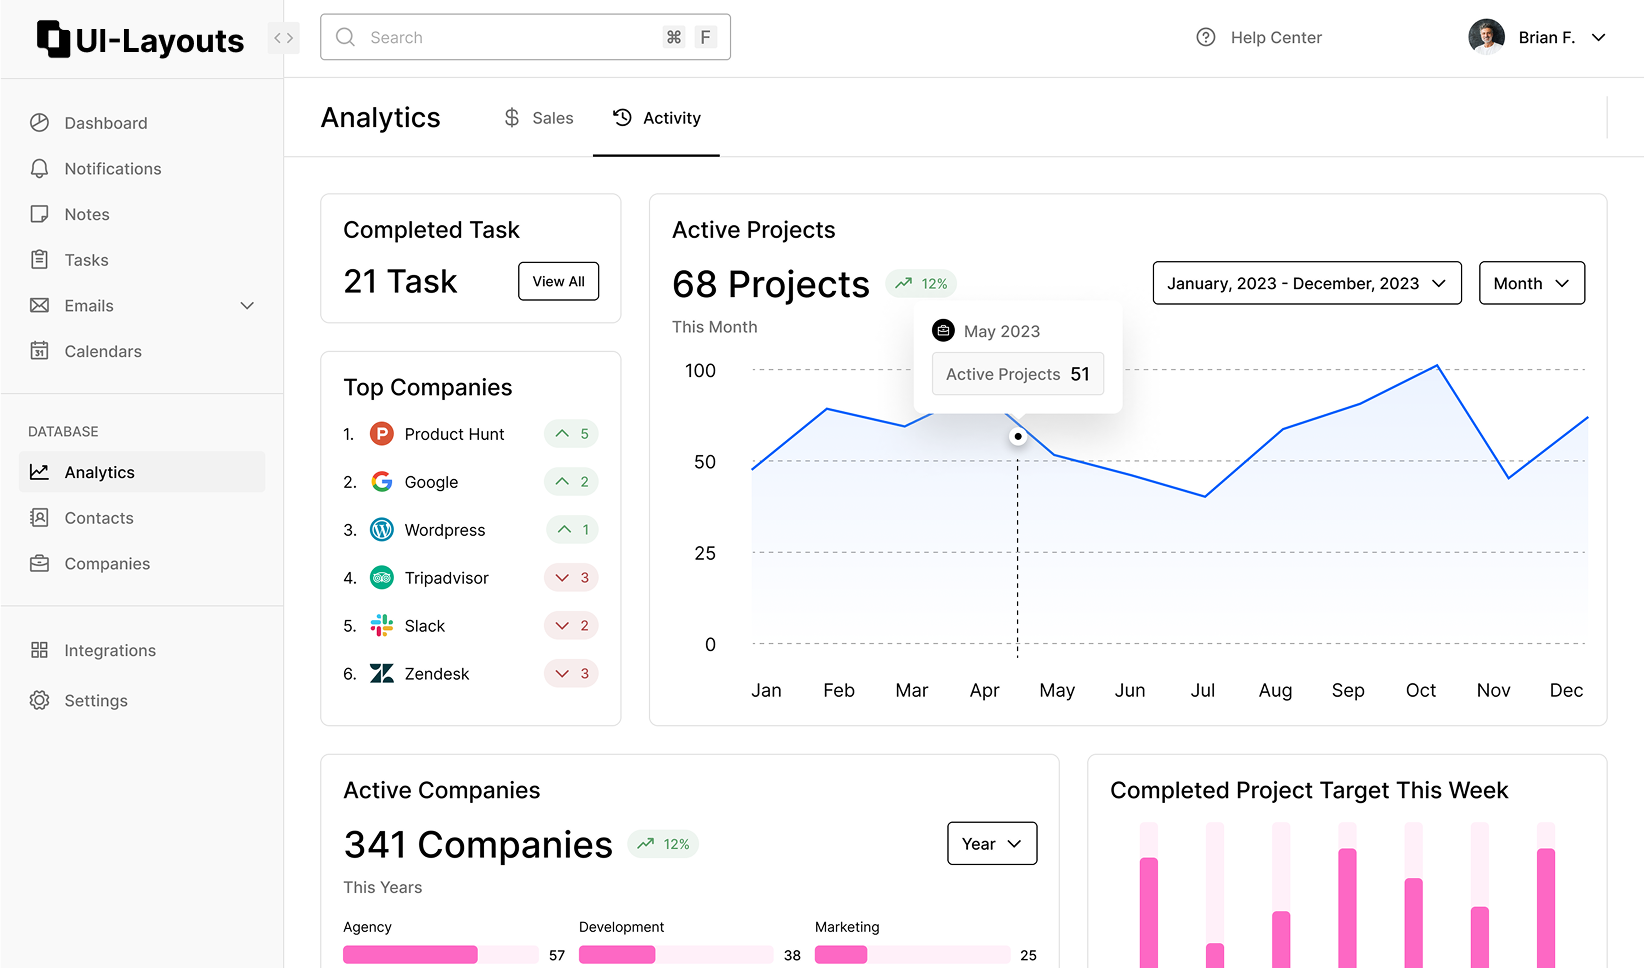 UI-Layouts
Search
⌘ F
Help Center
Brian F.
Dashboard
Notifications
Notes
Tasks
Emails
31
Calendars
DATABASE
Analytics
Contacts
Companies
Integrations
Settings
Analytics
$ Sales
Activity
Completed Task
21 Task
View All
Top Companies
1. P Product Hunt 5
2. G Google 2
3. W Wordpress 1
4. Tripadvisor 3
5. Slack 2
6. Zendesk 3
Active Projects
68 Projects 12%
This Month
January, 2023 - December, 2023
Month
May 2023
Active Projects 51
100
50
25
0
Jan Feb Mar Apr May Jun Jul Aug Sep Oct Nov Dec
Active Companies
341 Companies 12%
This Years
Year
Agency
57
Development
38
Marketing
25
Completed Project Target This Week